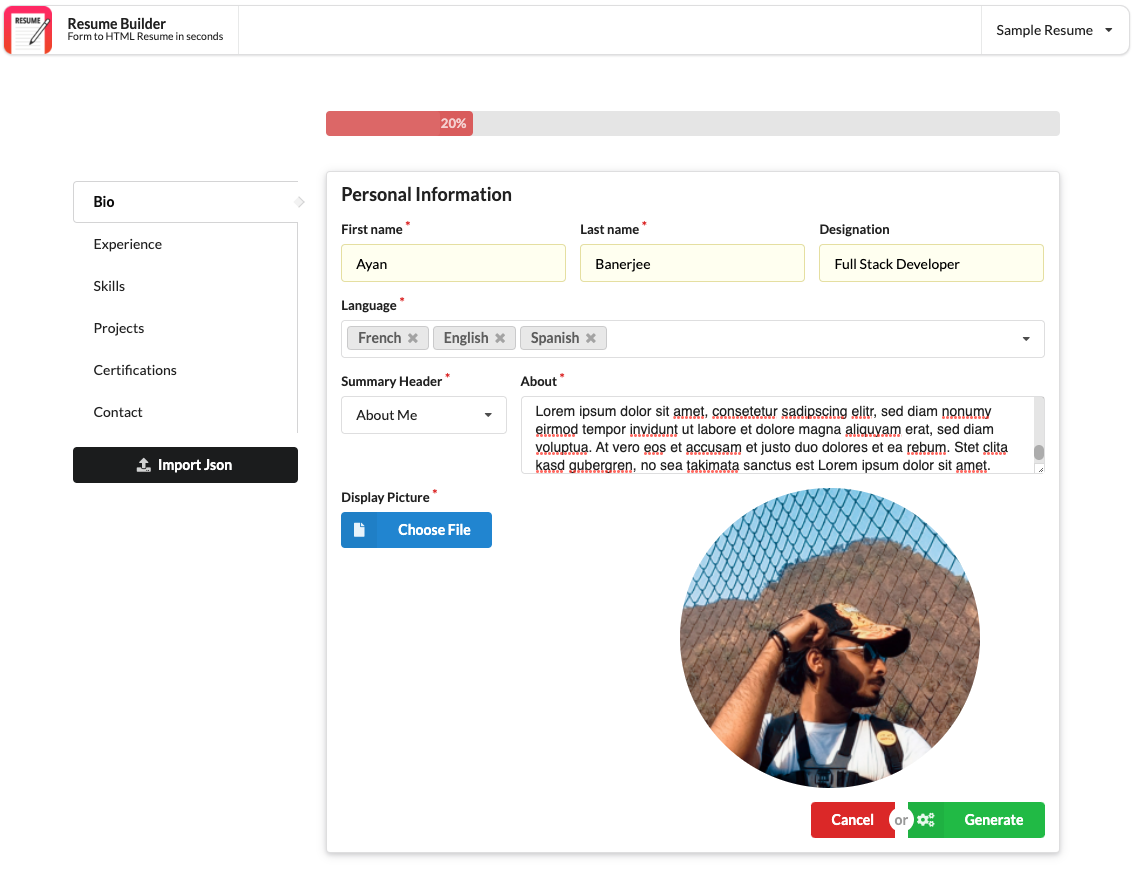 RESUME
Resume Builder
Form to HTML Resume in seconds
Sample Resume
20%
Bio
Experience
Skills
Projects
Certifications
Contact
Import Json
Personal Information
First name *
Last name *
Designation
Ayan
Banerjee
Full Stack Developer
Language *
French
English
Spanish
Summary Header *
About *
About Me
Lorem ipsum dolor sit amet, consetetur sadipscing elitr, sed diam nonumy
eirmod tempor invidunt ut labore et dolore magna aliquyam erat, sed diam
voluptua. At vero eos et accusam et justo duo dolores et ea rebum. Stet clita
kasd gubergren, no sea takimata sanctus est Lorem ipsum dolor sit amet.
Display Picture *
Choose File
Cancel
or
Generate